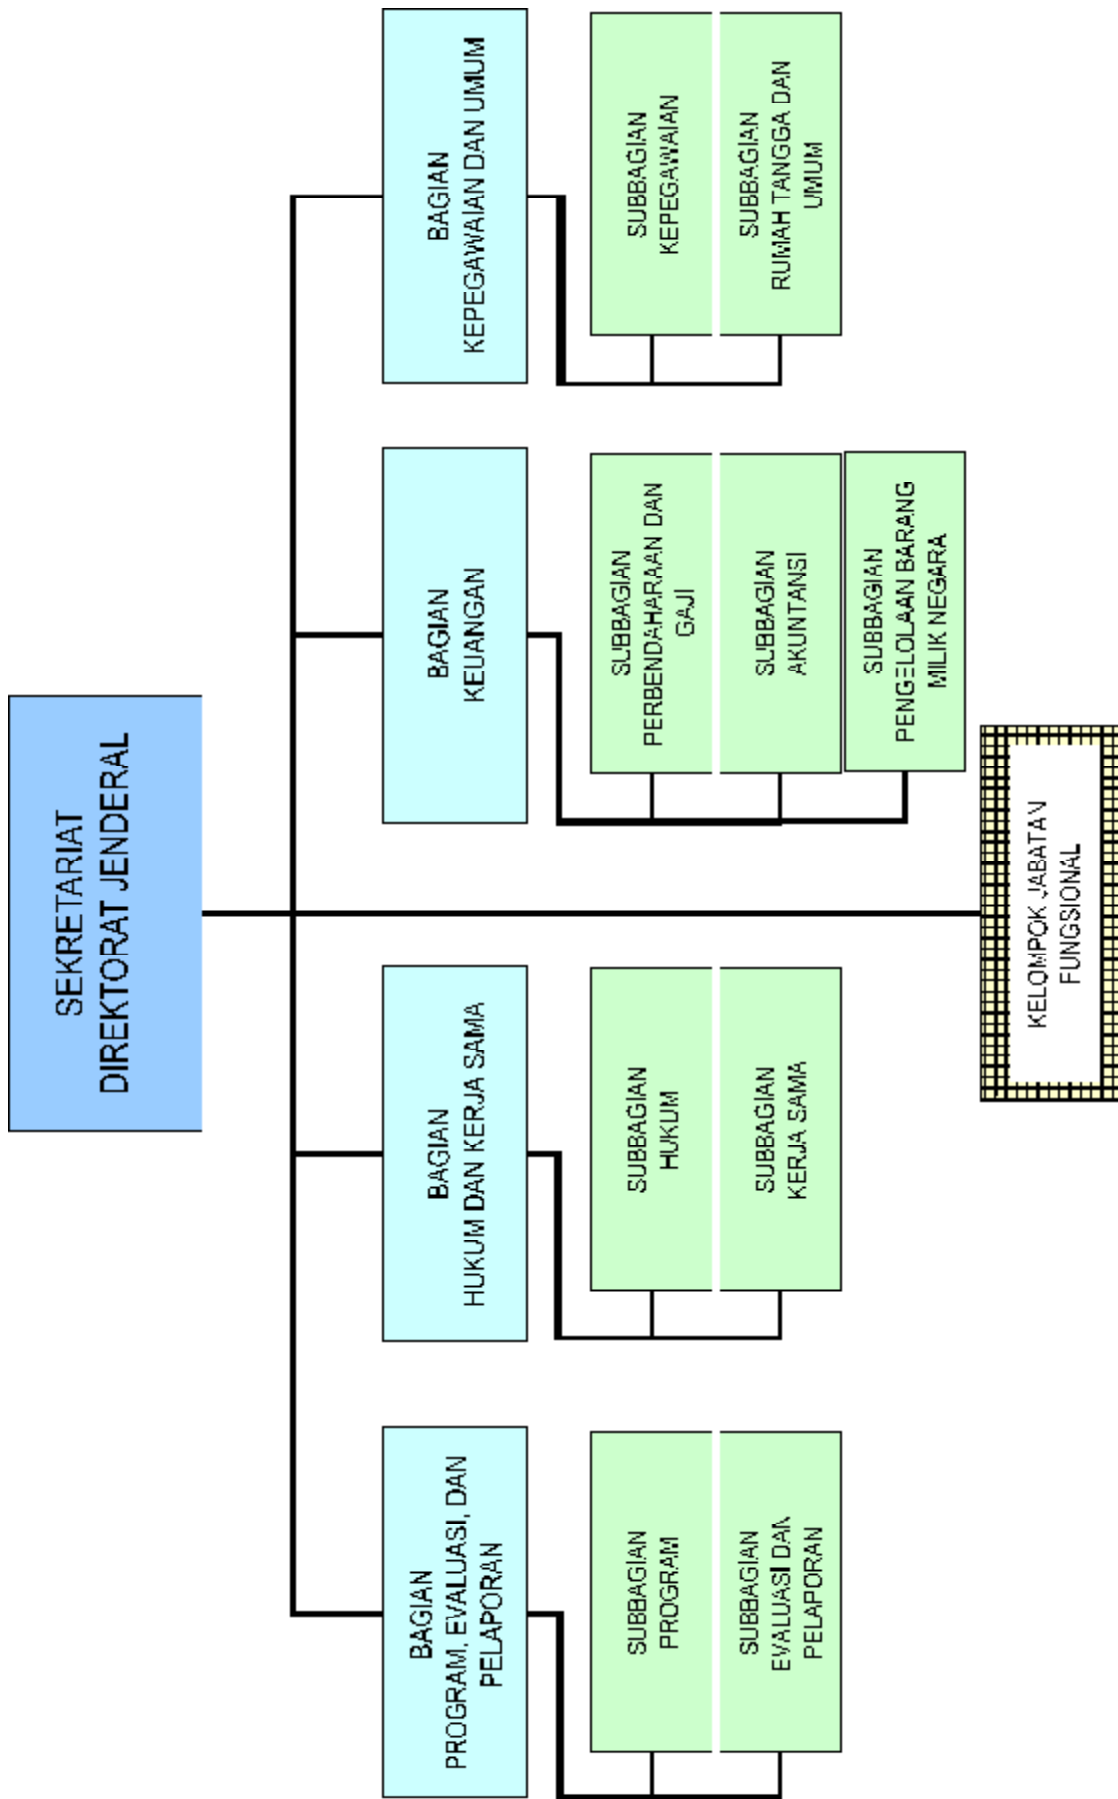 SEKRETARIAT
DIREKTORAT JENDERAL
BAGIAN
PROGRAM, EVALUASI, DAN
PELAPORAN
BAGIAN
HUKUM DAN KERJA SAMA
BAGIAN
KEUANGAN
BAGIAN
KEPEGAWAIAN DAN UMUM
SUBBAGIAN
PROGRAM
SUBBAGIAN
EVALUASI DAN
PELAPORAN
SUBBAGIAN
HUKUM
SUBBAGIAN
KERJA SAMA
SUBBAGIAN
PERBENDAHARAAN DAN
GAJI
SUBBAGIAN
AKUNTANSI
SUBBAGIAN
PENGELOLAAN BARANG
MILIK NEGARA
SUBBAGIAN
KEPEGAWAIAN
SUBBAGIAN
RUMAH TANGGA DAN
UMUM
KELOMPOK JABATAN
FUNGSIONAL